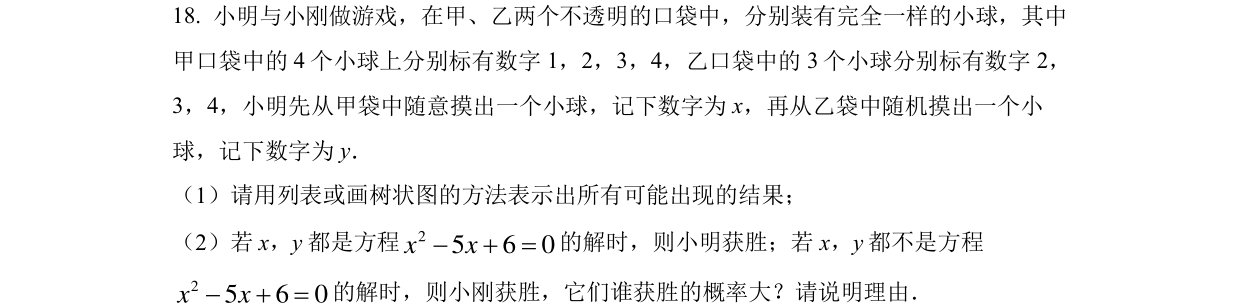 18. 小明与小刚做游戏，在甲、乙两个不透明的口袋中，分别装有完全一样的小球，其中
甲口袋中的 4 个小球上分别标有数字 1，2，3，4，乙口袋中的 3 个小球分别标有数字 2，
3，4，小明先从甲袋中随意摸出一个小球，记下数字为 x，再从乙袋中随机摸出一个小
球，记下数字为 y．
（1）请用列表或画树状图的方法表示出所有可能出现的结果；
（2）若 x，y 都是方程 x² − 5x + 6 = 0 的解时，则小明获胜；若 x，y 都不是方程
x² − 5x + 6 = 0 的解时，则小刚获胜，它们谁获胜的概率大？请说明理由．